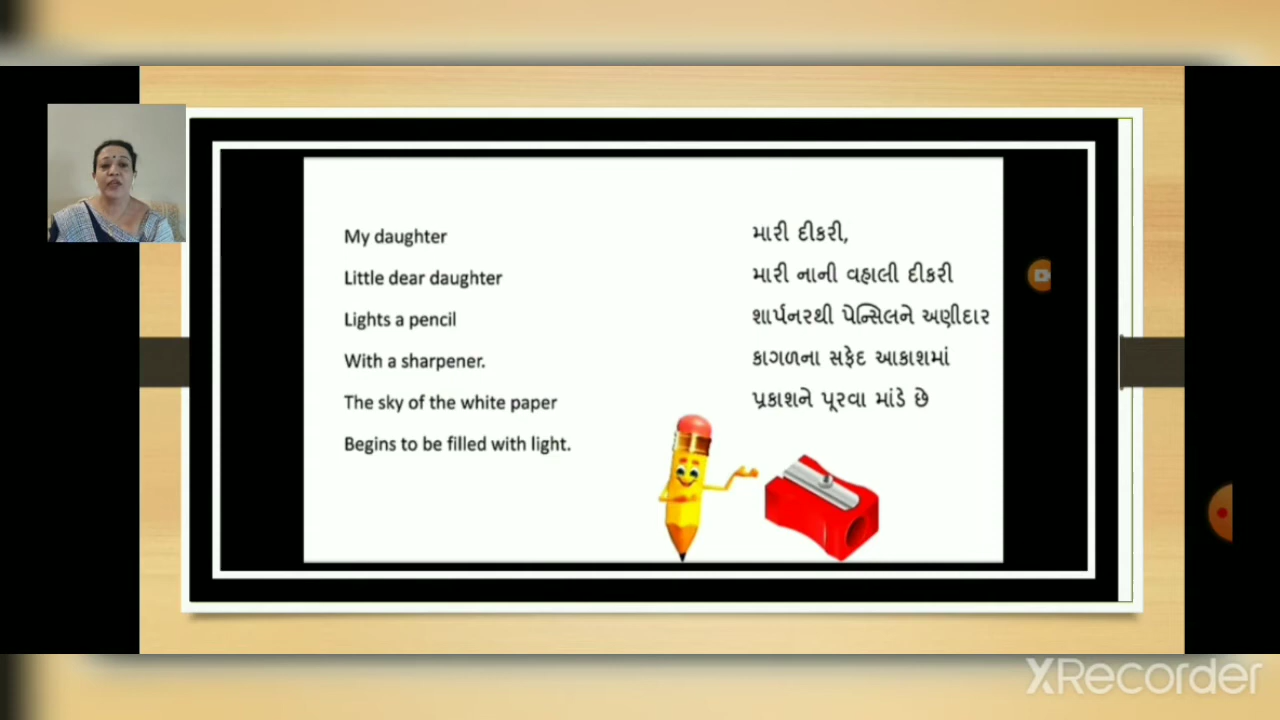 My daughter
Little dear daughter
Lights a pencil
With a sharpener.
The sky of the white paper
Begins to be filled with light.
મારી દીકરી,
મારી નાની વહાલી દીકરી
શાર્પનરથી પેન્સિલને અણીદાર
કાગળના સફેદ આકાશમાં
પ્રકાશને પૂરવા માંડે છે
XRecorder